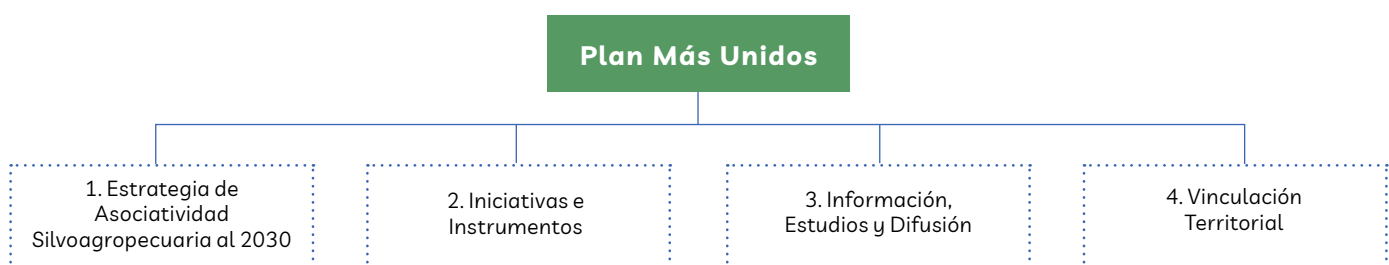 Plan Más Unidos
1. Estrategia de
Asociatividad
Silvoagropecuaria al 2030
2. Iniciativas e
Instrumentos
3. Información,
Estudios y Difusión
4. Vinculación
Territorial